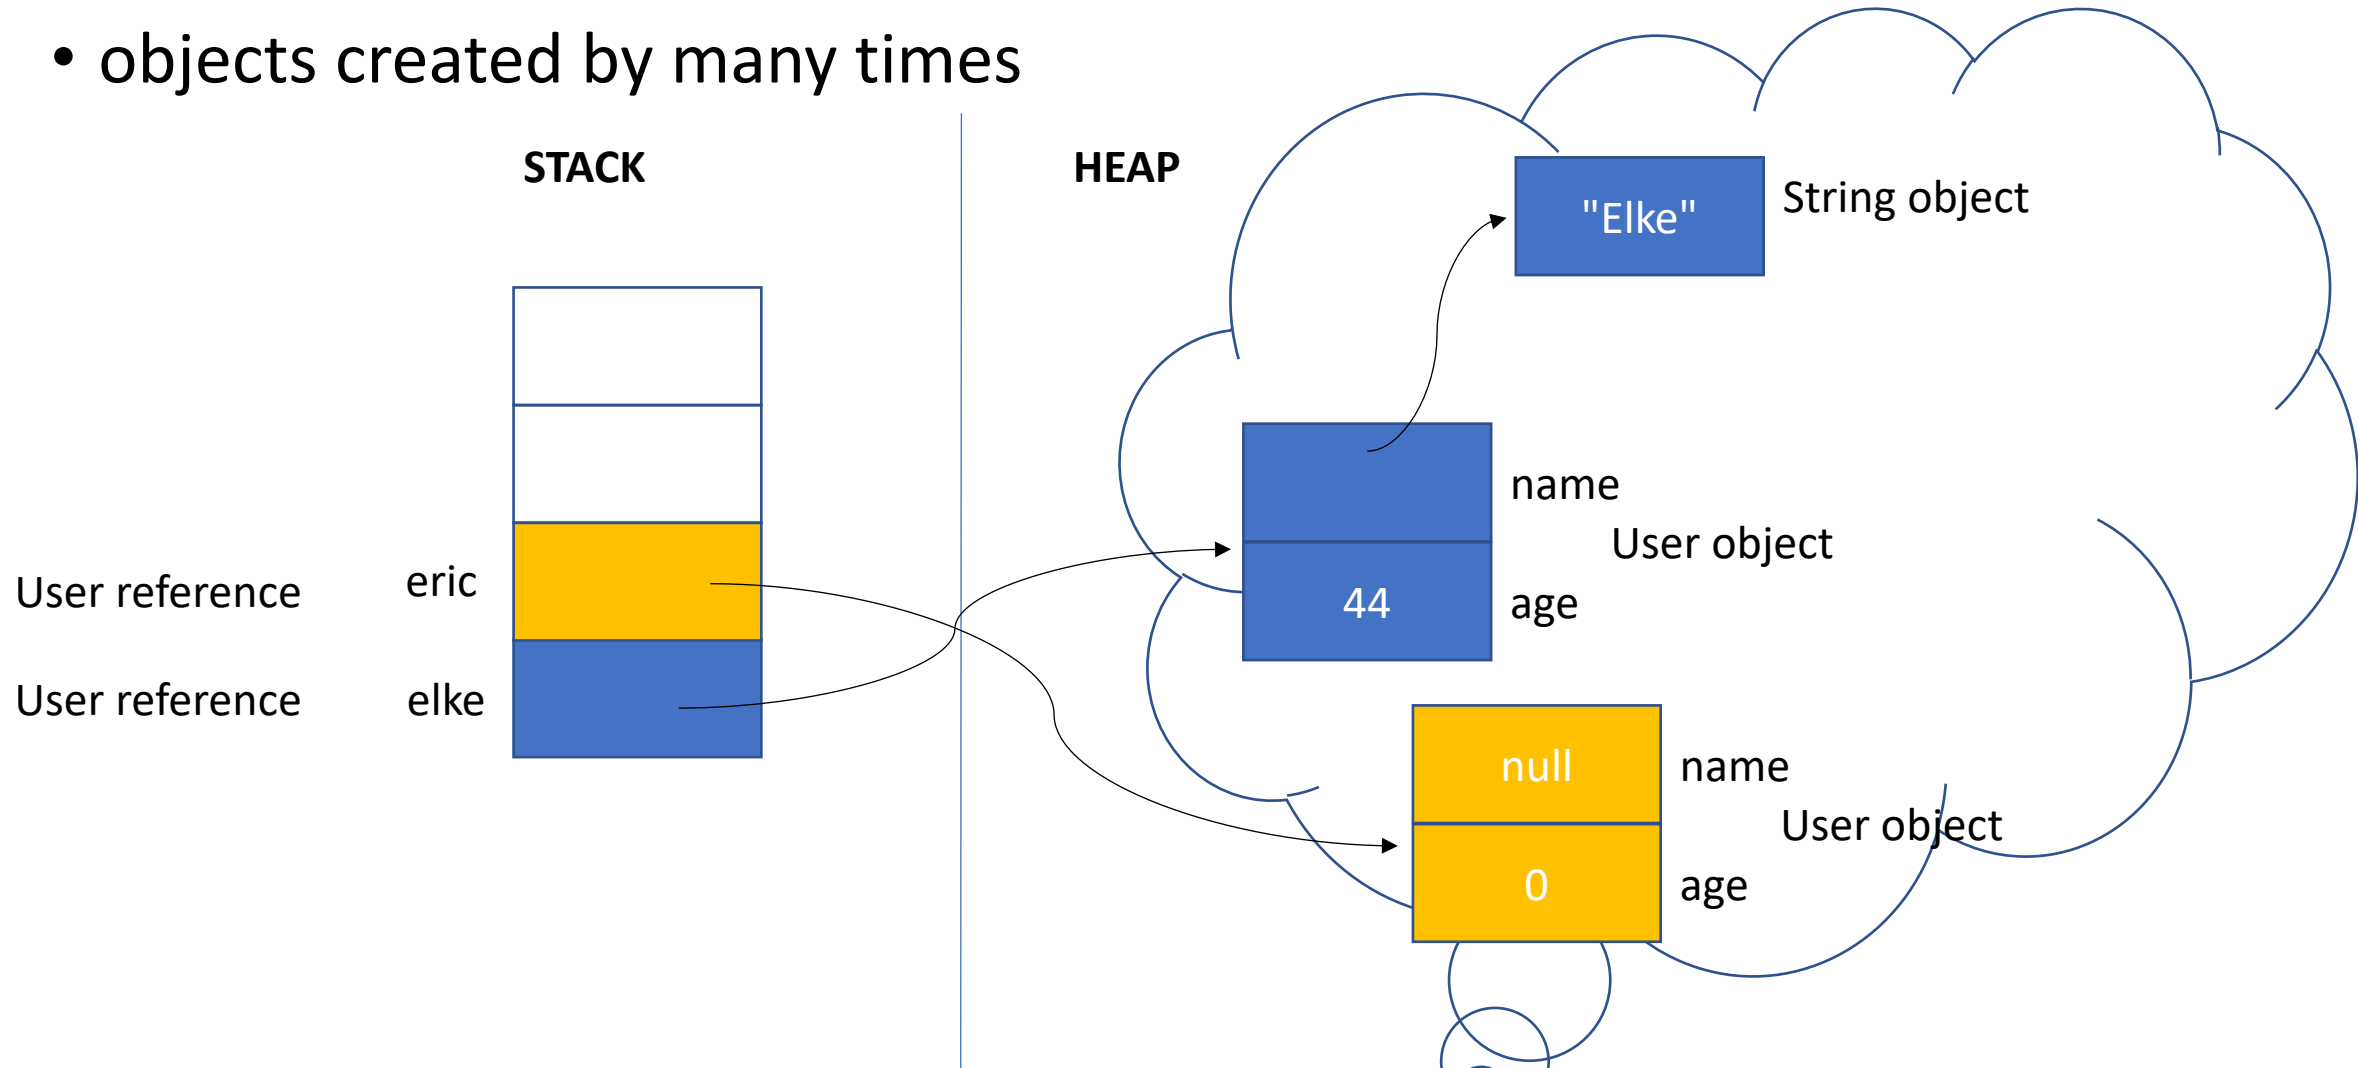 • objects created by many times
STACK
HEAP
"Elke"
String object
name
User object
44
age
User reference
eric
User reference
elke
null
name
User object
0
age